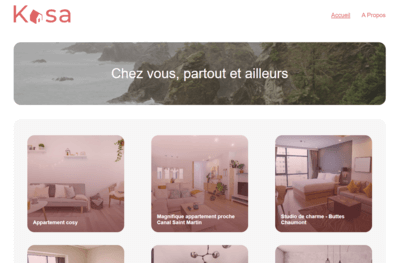 Kasa
Accueil
A Propos
Chez vous, partout et ailleurs
Appartement cosy
Magnifique appartement proche
Canal Saint Martin
Studio de charme - Buttes
Chaumont